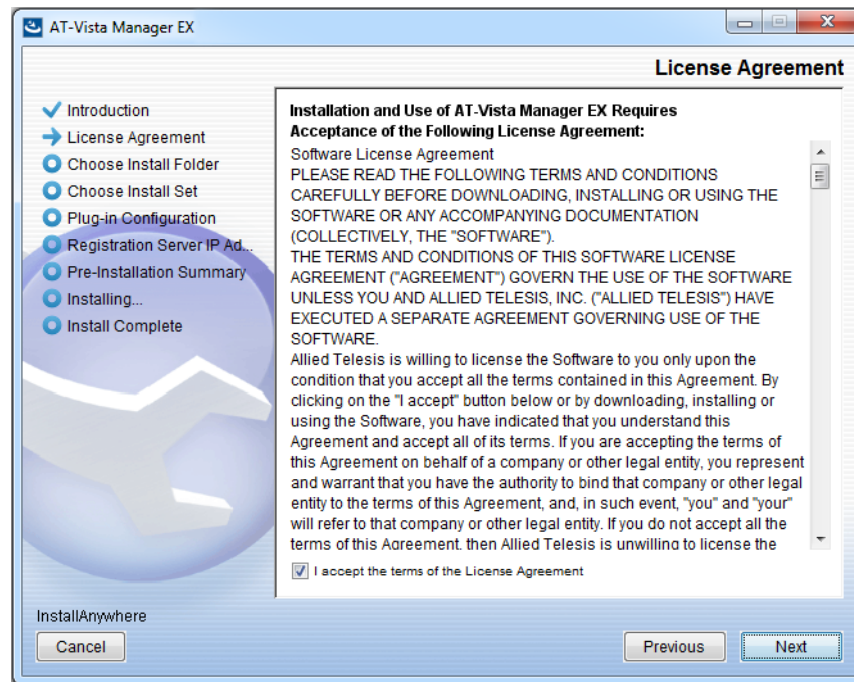 AT-Vista Manager EX
License Agreement
Introduction
License Agreement
Choose Install Folder
Choose Install Set
Plug-in Configuration
Registration Server IP Ad...
Pre-Installation Summary
Installing...
Install Complete
Installation and Use of AT-Vista Manager EX Requires
Acceptance of the Following License Agreement:
Software License Agreement
PLEASE READ THE FOLLOWING TERMS AND CONDITIONS
CAREFULLY BEFORE DOWNLOADING, INSTALLING OR USING THE
SOFTWARE OR ANY ACCOMPANYING DOCUMENTATION
(COLLECTIVELY, THE "SOFTWARE").
THE TERMS AND CONDITIONS OF THIS SOFTWARE LICENSE
AGREEMENT ("AGREEMENT") GOVERN THE USE OF THE SOFTWARE
UNLESS YOU AND ALLIED TELESIS, INC. ("ALLIED TELESIS") HAVE
EXECUTED A SEPARATE AGREEMENT GOVERNING USE OF THE
SOFTWARE.
Allied Telesis is willing to license the Software to you only upon the
condition that you accept all the terms contained in this Agreement. By
clicking on the "I accept" button below or by downloading, installing or
using the Software, you have indicated that you understand this
Agreement and accept all of its terms. If you are accepting the terms of
this Agreement on behalf of a company or other legal entity, you represent
and warrant that you have the authority to bind that company or other legal
entity to the terms of this Agreement, and, in such event, "you" and "your"
will refer to that company or other legal entity. If you do not accept all the
terms of this Agreement, then Allied Telesis is unwilling to license the
I accept the terms of the License Agreement
InstallAnywhere
Cancel
Previous
Next